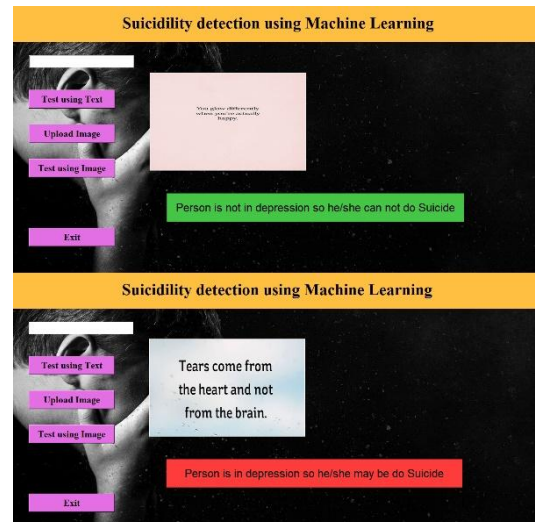 Suicidility detection using Machine Learning
Test using Text
Upload Image
Test using Image
Exit
You glow differently
when you're actually
happy.
Person is not in depression so he/she can not do Suicide
Suicidility detection using Machine Learning
Test using Text
Upload Image
Test using Image
Exit
Tears come from
the heart and not
from the brain.
Person is in depression so he/she may be do Suicide